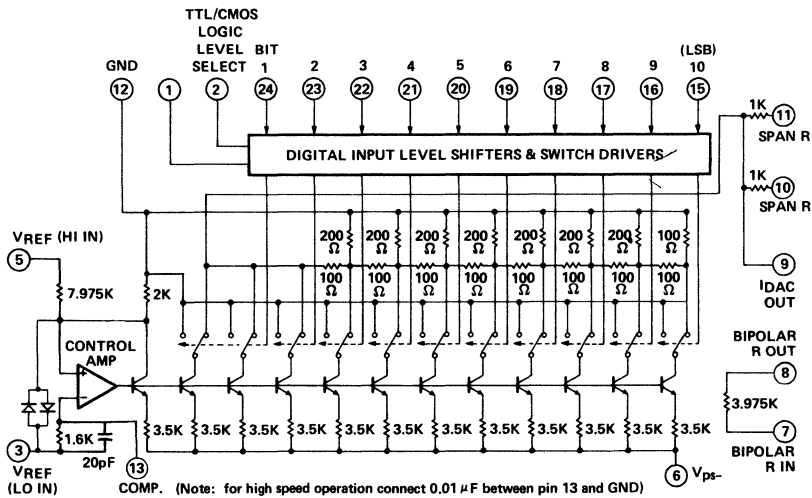 TTL/CMOS
LOGIC
LEVEL
SELECT
BIT
(LSB)
GND
1 2 3 4 5 6 7 8 9 10
12 1 2 24 23 22 21 20 19 18 17 16 15
DIGITAL INPUT LEVEL SHIFTERS & SWITCH DRIVERS
1K
11
SPAN R
1K
10
SPAN R
200 Ω 200 Ω 200 Ω 200 Ω 200 Ω 200 Ω 200 Ω 100 Ω
100 Ω 100 Ω 100 Ω 100 Ω 100 Ω 100 Ω 100 Ω 100 Ω
9
IDAC
OUT
VREF (HI IN)
5
7.975K
2K
CONTROL
AMP
+
−
BIPOLAR
R OUT
8
3.975K
7
BIPOLAR
R IN
3.5K 3.5K 3.5K 3.5K 3.5K 3.5K 3.5K 3.5K 3.5K 3.5K 3.5K 3.5K
1.6K
20pF
3
VREF
(LO IN)
13
COMP. (Note: for high speed operation connect 0.01 µF between pin 13 and GND)
6
Vps-